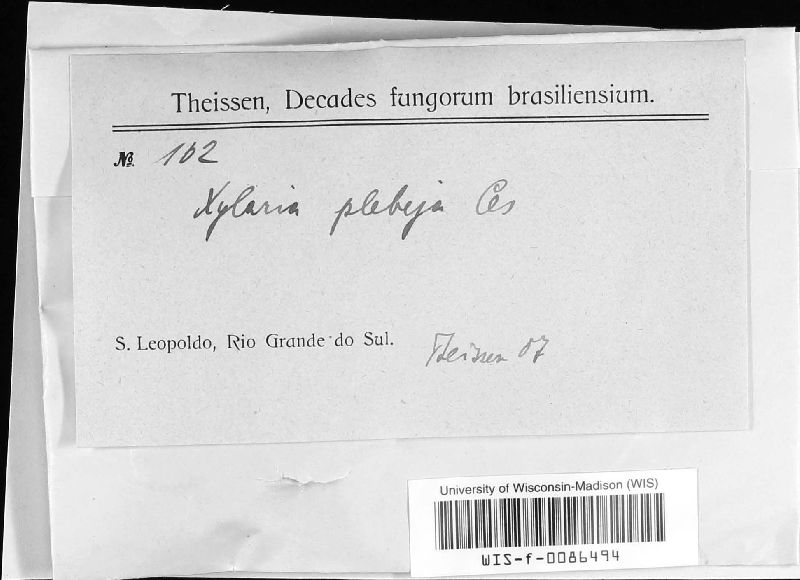 Theissen, Decades fungorum brasiliensium.
№ 102
Xylaria plebeja Ces
S. Leopoldo, Rio Grande do Sul. Theissen 07
University of Wisconsin-Madison (WIS)
WIS-f-0086494